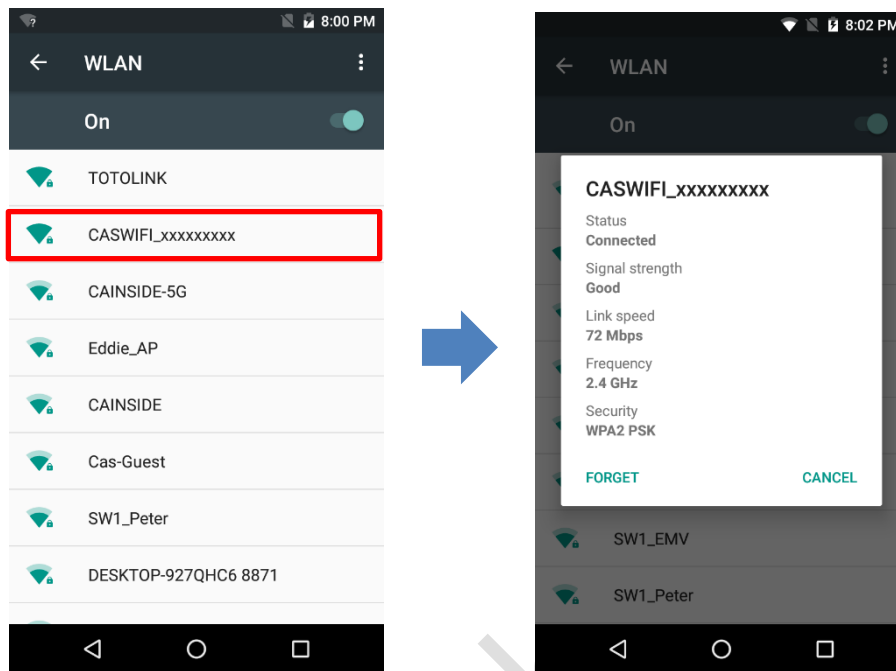 8:00 PM
WLAN
On
TOTOLINK
CASWIFI_xxxxxxxxx
CAINSIDE-5G
Eddie_AP
CAINSIDE
Cas-Guest
SW1_Peter
DESKTOP-927QHC6 8871
8:02 PM
WLAN
On
CASWIFI_xxxxxxxxx
Status
Connected
Signal strength
Good
Link speed
72 Mbps
Frequency
2.4 GHz
Security
WPA2 PSK
FORGET CANCEL
SW1_EMV
SW1_Peter